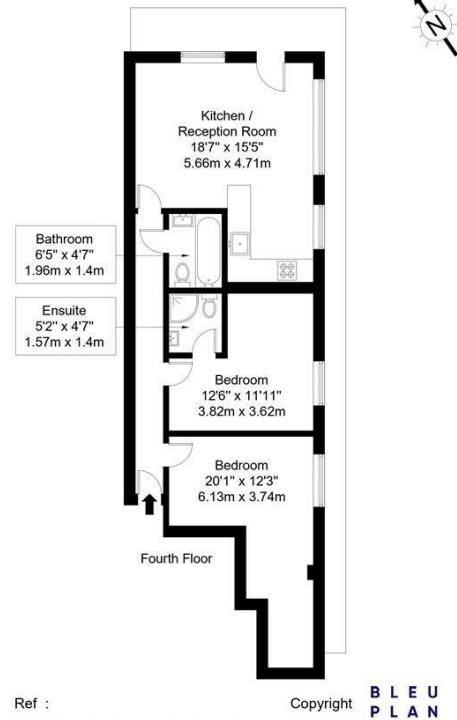 N
Kitchen /
Reception Room
18'7" x 15'5"
5.66m x 4.71m
Bathroom
6'5" x 4'7"
1.96m x 1.4m
Ensuite
5'2" x 4'7"
1.57m x 1.4m
Bedroom
12'6" x 11'11"
3.82m x 3.62m
Bedroom
20'1" x 12'3"
6.13m x 3.74m
Fourth Floor
Ref :
Copyright
BLEU
PLAN